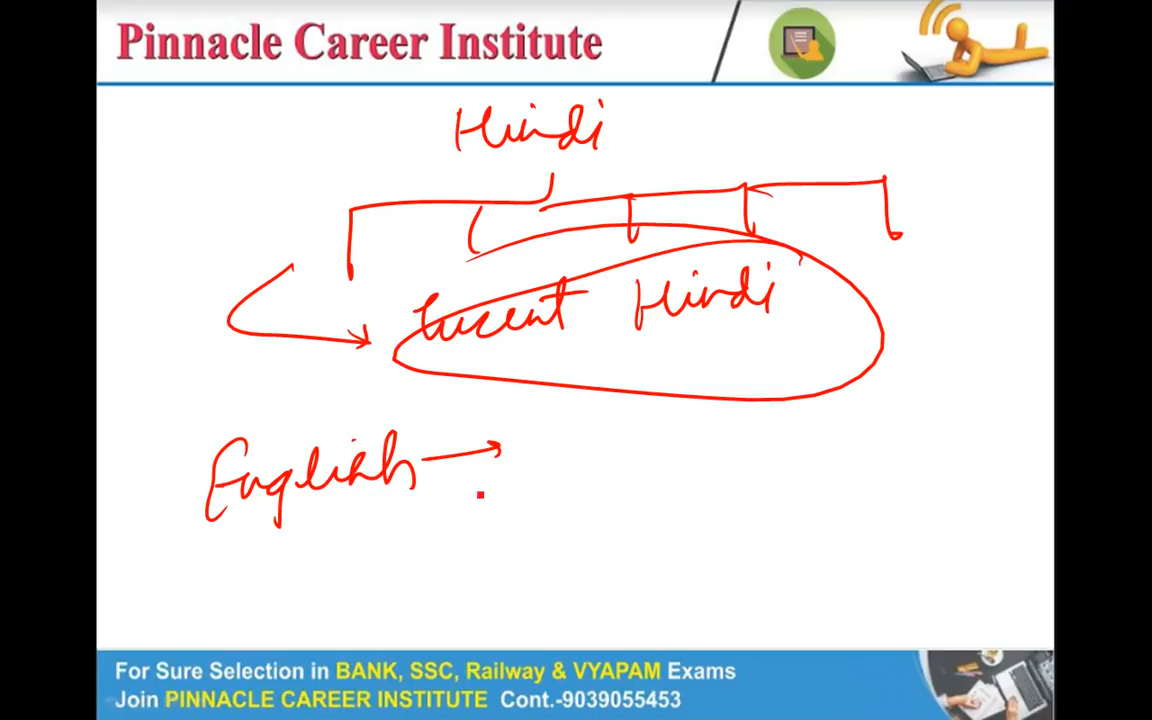 Pinnacle Career Institute
Hindi
Lucent Hindi
English →
For Sure Selection in BANK, SSC, Railway & VYAPAM Exams
Join PINNACLE CAREER INSTITUTE Cont.-9039055453